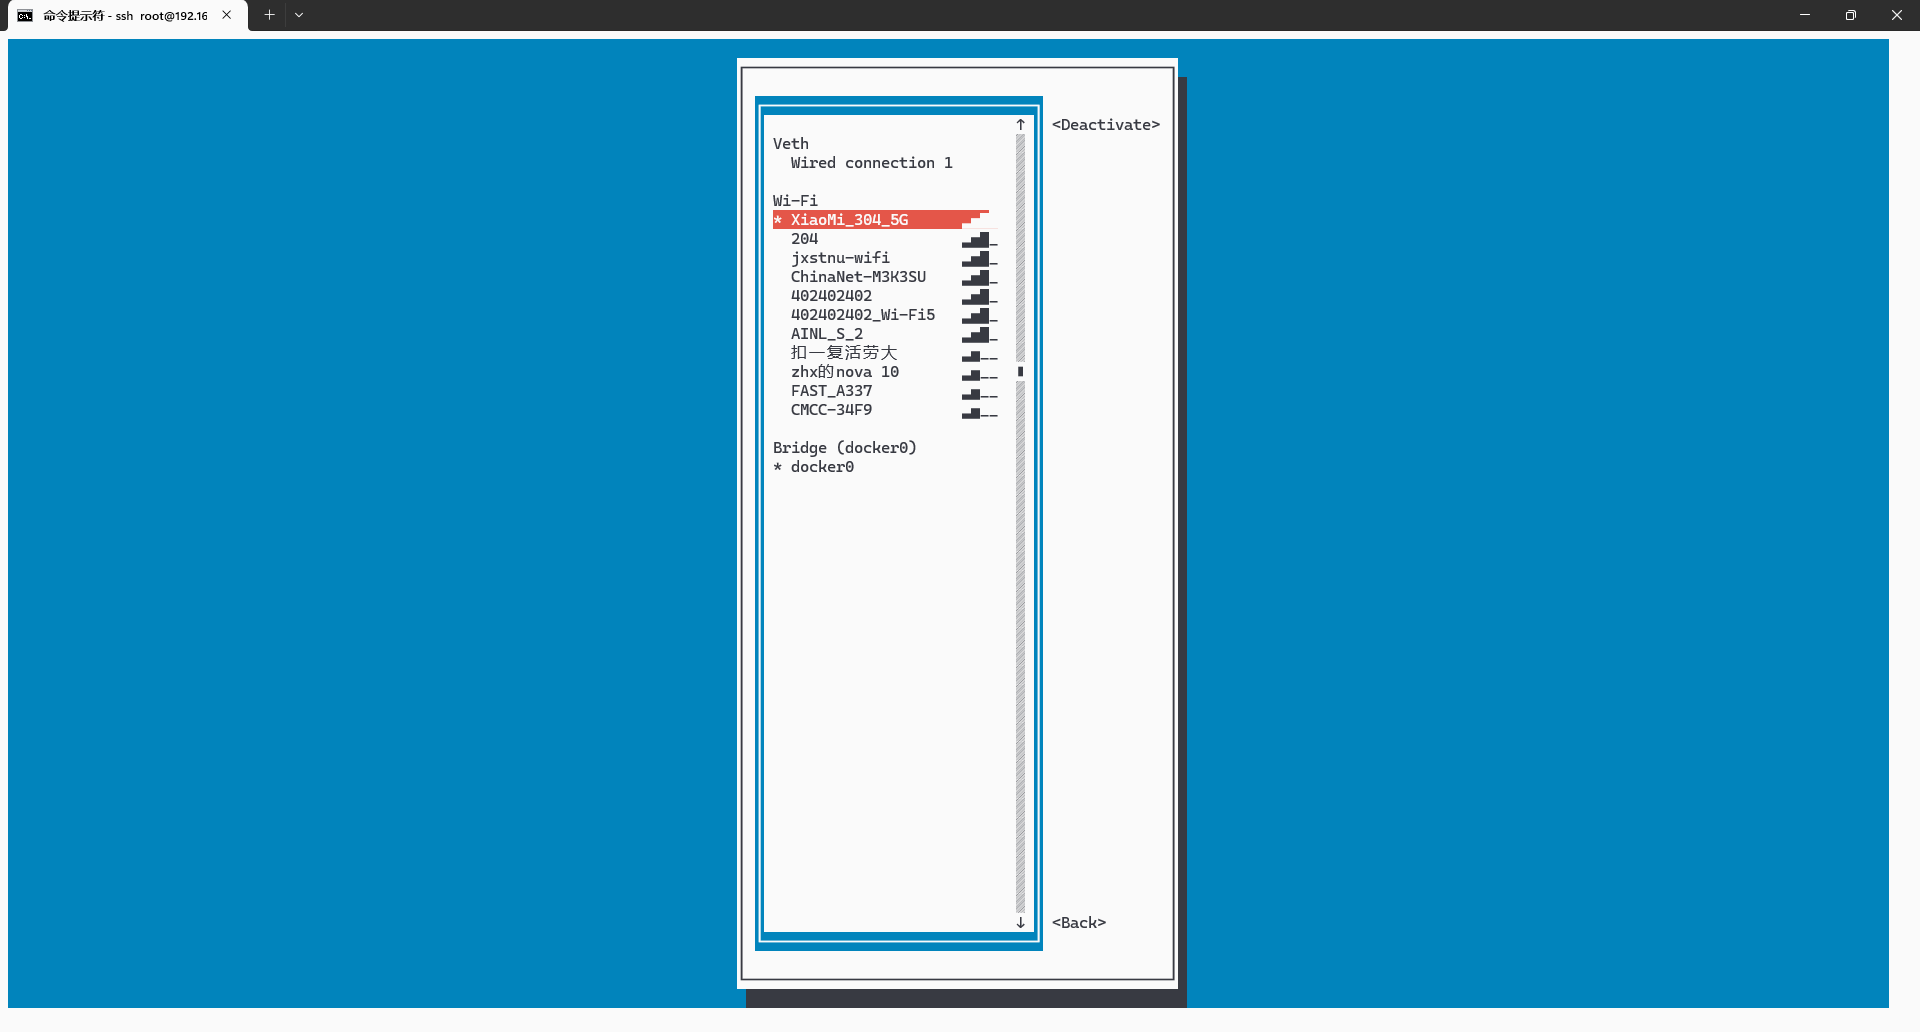 命令提示符 - ssh  root@192.16
<Deactivate>
Veth
Wired connection 1
Wi-Fi
* XiaoMi_304_5G
204
jxstnu-wifi
ChinaNet-M3K3SU
402402402
402402402_Wi-Fi5
AINL_S_2
扣一复活劳大
zhx的nova 10
FAST_A337
CMCC-34F9
Bridge (docker0)
* docker0
<Back>